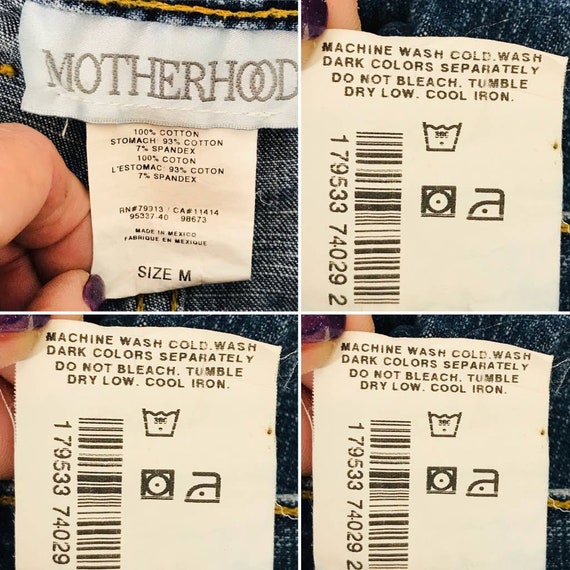 MOTHERHOOD
100% COTTON
STOMACH: 93% COTTON
7% SPANDEX
100% COTON
L'ESTOMAC: 93% COTON
7% SPANDEX
RN#79913 / CA#11414
95337-40 98673
MADE IN MEXICO
FABRIQUE EN MEXIQUE
SIZE M
MACHINE WASH COLD. WASH
DARK COLORS SEPARATELY
DO NOT BLEACH. TUMBLE
DRY LOW. COOL IRON.
30C
1 79533 74029 2
MACHINE WASH COLD. WASH
DARK COLORS SEPARATELY
DO NOT BLEACH. TUMBLE
DRY LOW. COOL IRON.
30C
1 79533 74029
MACHINE WASH COLD. WASH
DARK COLORS SEPARATELY
DO NOT BLEACH. TUMBLE
DRY LOW. COOL IRON.
30C
1 79533 74029 2